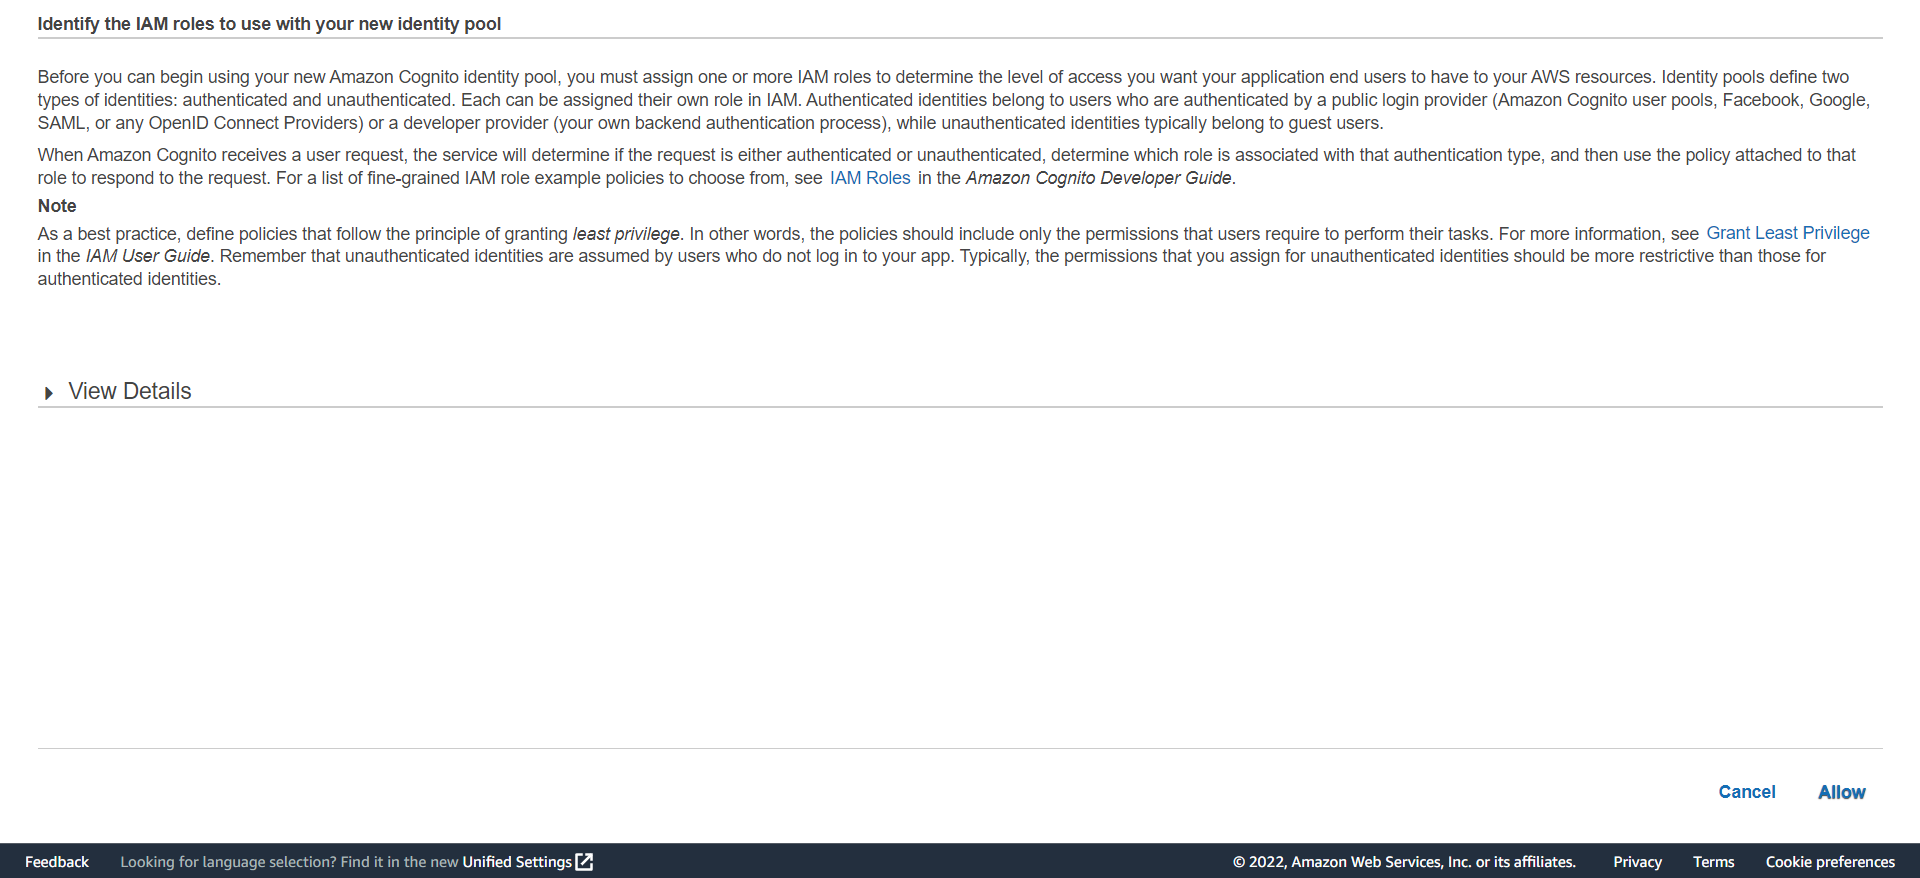 Identify the IAM roles to use with your new identity pool
Before you can begin using your new Amazon Cognito identity pool, you must assign one or more IAM roles to determine the level of access you want your application end users to have to your AWS resources. Identity pools define two
types of identities: authenticated and unauthenticated. Each can be assigned their own role in IAM. Authenticated identities belong to users who are authenticated by a public login provider (Amazon Cognito user pools, Facebook, Google,
SAML, or any OpenID Connect Providers) or a developer provider (your own backend authentication process), while unauthenticated identities typically belong to guest users.
When Amazon Cognito receives a user request, the service will determine if the request is either authenticated or unauthenticated, determine which role is associated with that authentication type, and then use the policy attached to that
role to respond to the request. For a list of fine-grained IAM role example policies to choose from, see IAM Roles in the Amazon Cognito Developer Guide.
Note
As a best practice, define policies that follow the principle of granting least privilege. In other words, the policies should include only the permissions that users require to perform their tasks. For more information, see Grant Least Privilege
in the IAM User Guide. Remember that unauthenticated identities are assumed by users who do not log in to your app. Typically, the permissions that you assign for unauthenticated identities should be more restrictive than those for
authenticated identities.
View Details
Cancel Allow
Feedback Looking for language selection? Find it in the new Unified Settings © 2022, Amazon Web Services, Inc. or its affiliates. Privacy Terms Cookie preferences